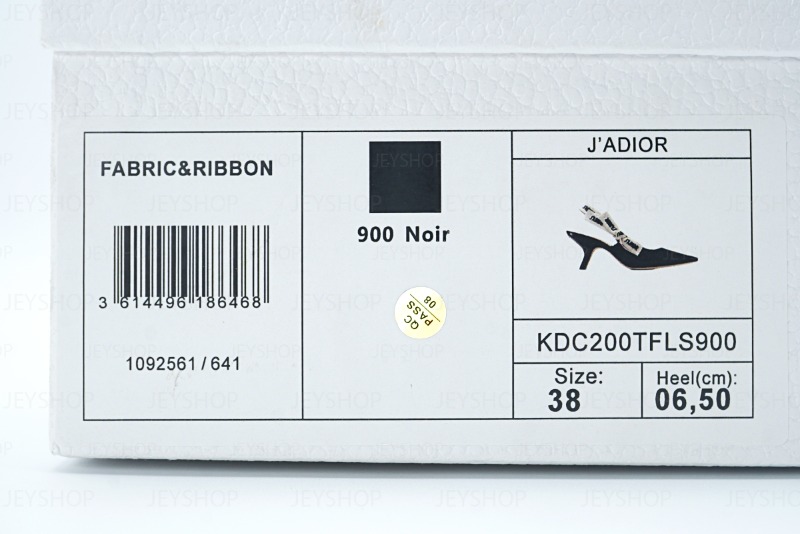 FABRIC&RIBBON
3 614496 186468
1092561 / 641
900 Noir
QC
PASS
08
J'ADIOR
KDC200TFLS900
Size:
38
Heel(cm):
06,50
JEYSHOP